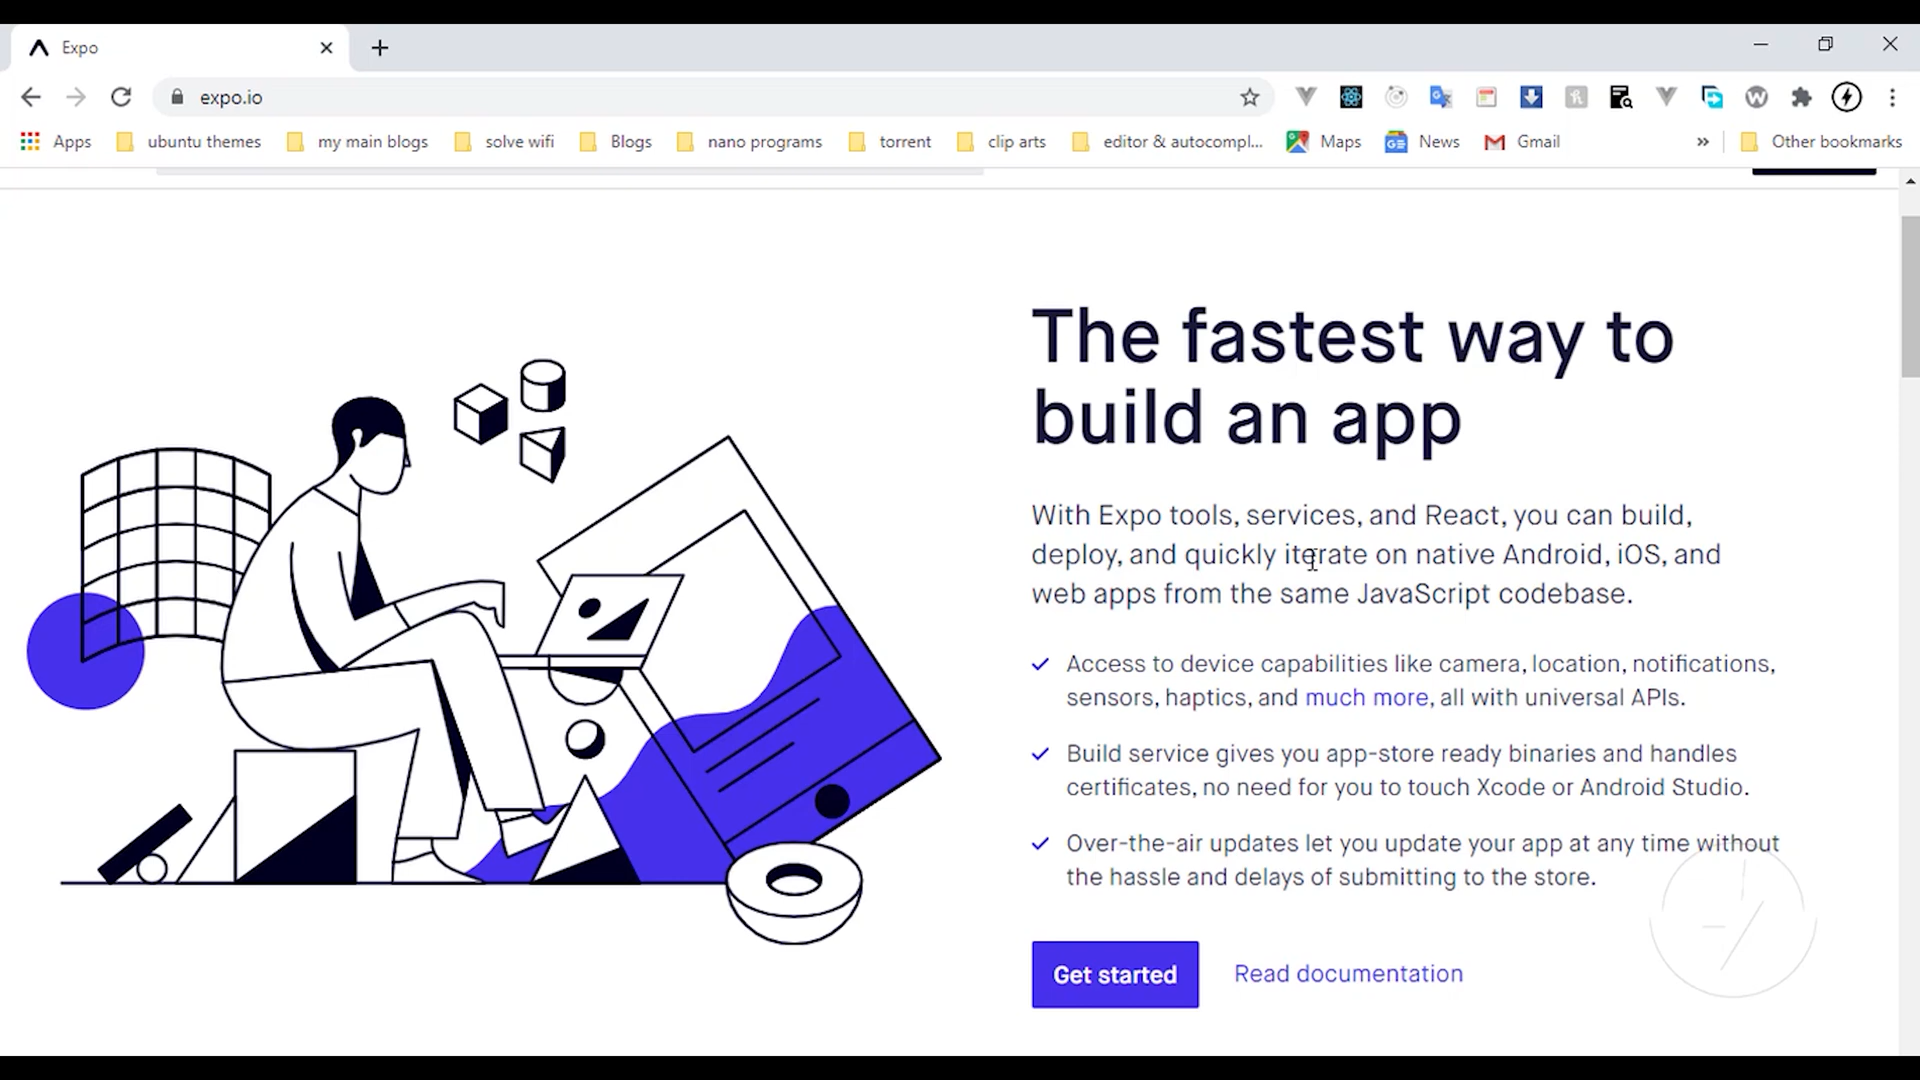 Expo
expo.io
Apps ubuntu themes my main blogs solve wifi Blogs nano programs torrent clip arts editor & autocompl... Maps News Gmail » Other bookmarks
The fastest way to
build an app
With Expo tools, services, and React, you can build,
deploy, and quickly iterate on native Android, iOS, and
web apps from the same JavaScript codebase.
Access to device capabilities like camera, location, notifications,
sensors, haptics, and much more, all with universal APIs.
Build service gives you app-store ready binaries and handles
certificates, no need for you to touch Xcode or Android Studio.
Over-the-air updates let you update your app at any time without
the hassle and delays of submitting to the store.
Get started Read documentation